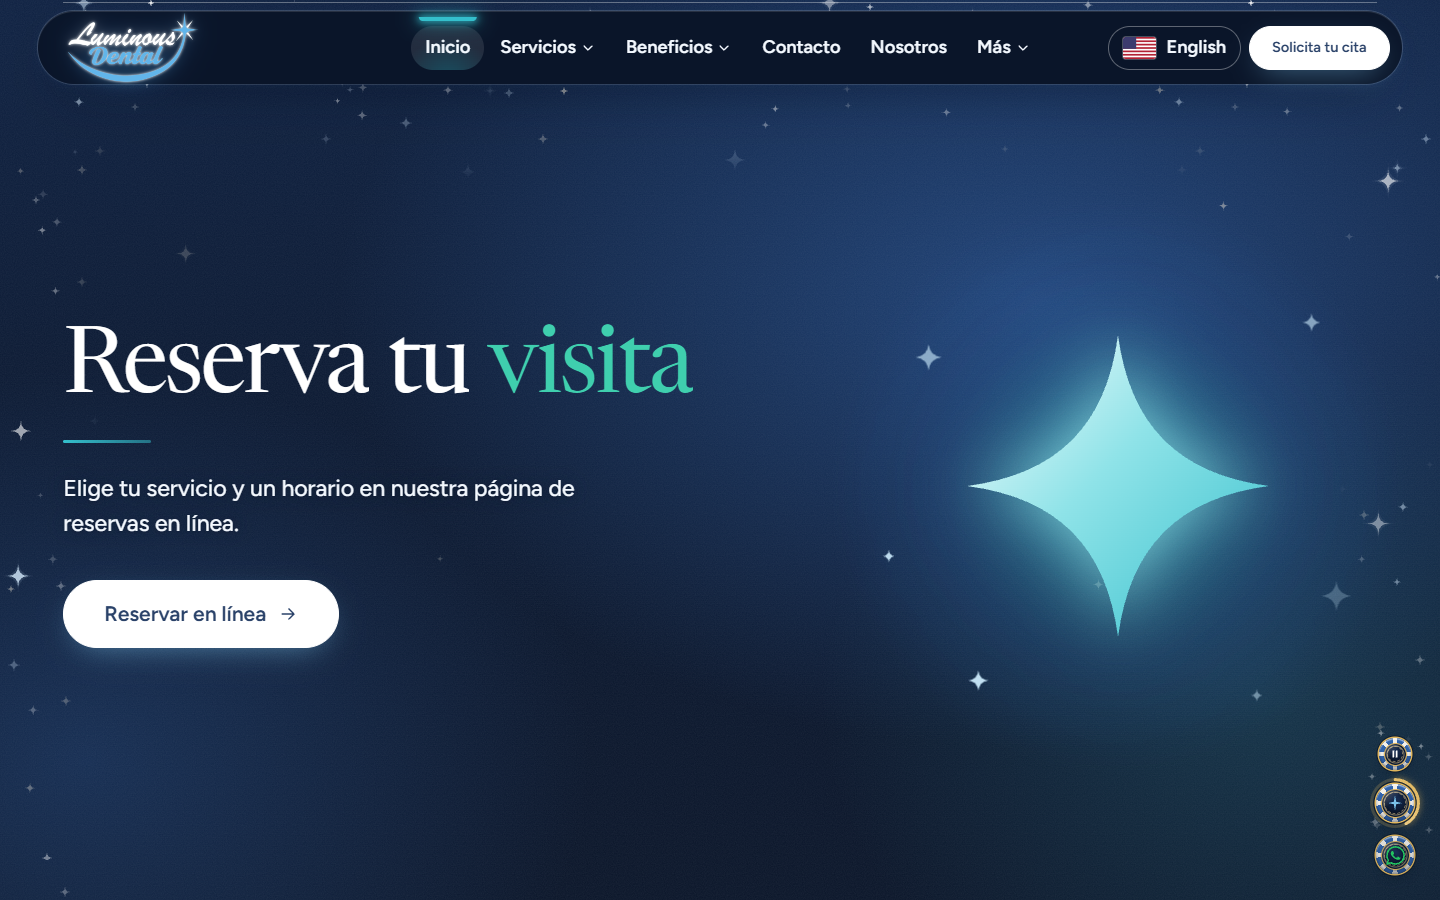 Luminous
Dental
Inicio
Servicios
Beneficios
Contacto
Nosotros
Más
English
Solicita tu cita
Reserva tu visita
Elige tu servicio y un horario en nuestra página de
reservas en línea.
Reservar en línea